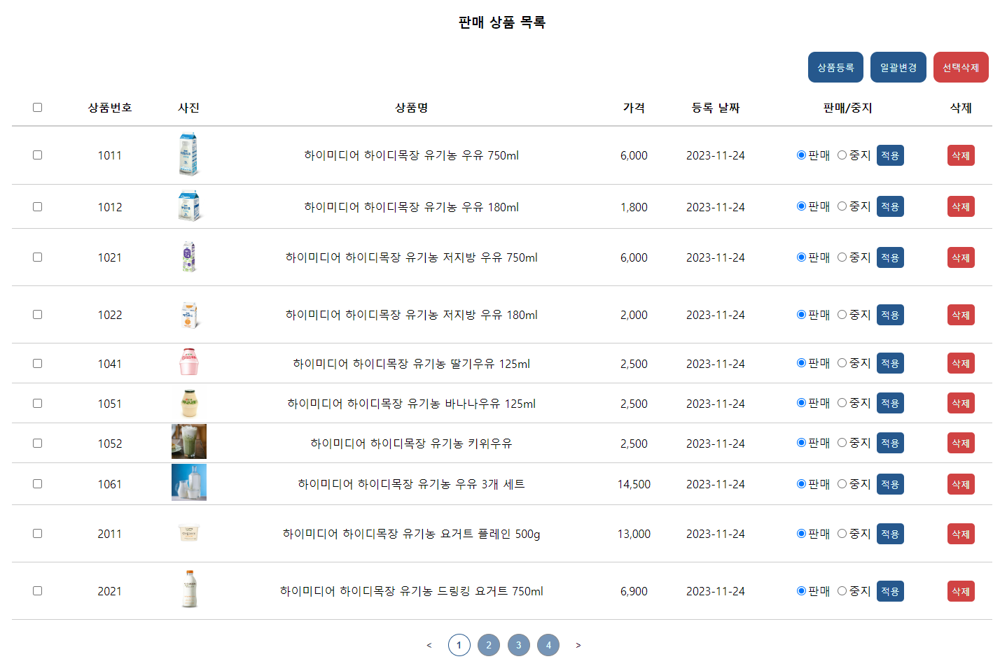 판매 상품 목록
상품등록 일괄변경 선택삭제
상품번호 사진 상품명 가격 등록 날짜 판매/중지 삭제
1011 하이미디어 하이디목장 유기농 우유 750ml 6,000 2023-11-24 판매 중지 적용 삭제
1012 하이미디어 하이디목장 유기농 우유 180ml 1,800 2023-11-24 판매 중지 적용 삭제
1021 하이미디어 하이디목장 유기농 저지방 우유 750ml 6,000 2023-11-24 판매 중지 적용 삭제
1022 하이미디어 하이디목장 유기농 저지방 우유 180ml 2,000 2023-11-24 판매 중지 적용 삭제
1041 하이미디어 하이디목장 유기농 딸기우유 125ml 2,500 2023-11-24 판매 중지 적용 삭제
1051 하이미디어 하이디목장 유기농 바나나우유 125ml 2,500 2023-11-24 판매 중지 적용 삭제
1052 하이미디어 하이디목장 유기농 키위우유 2,500 2023-11-24 판매 중지 적용 삭제
1061 하이미디어 하이디목장 유기농 우유 3개 세트 14,500 2023-11-24 판매 중지 적용 삭제
2011 하이미디어 하이디목장 유기농 요거트 플레인 500g 13,000 2023-11-24 판매 중지 적용 삭제
2021 하이미디어 하이디목장 유기농 드링킹 요거트 750ml 6,900 2023-11-24 판매 중지 적용 삭제
< 1 2 3 4 >